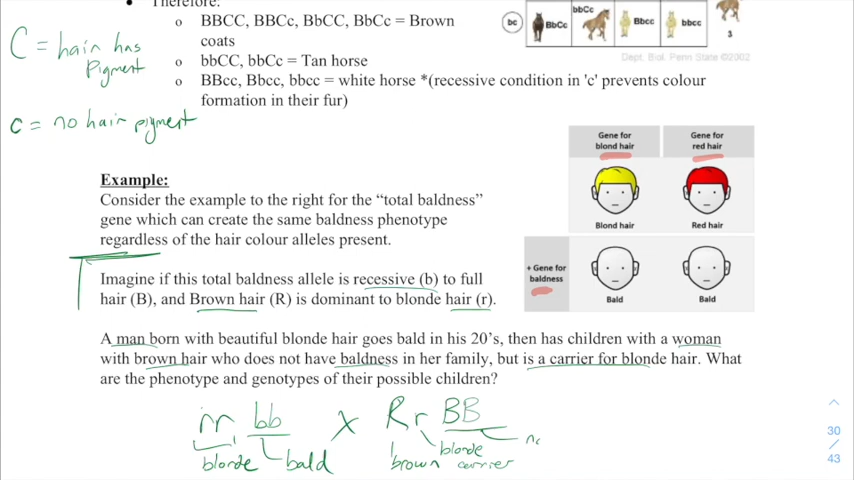 Therefore:
o BBCC, BBCc, BbCC, BbCc = Brown
coats
o bbCC, bbCc = Tan horse
o BBcc, Bbcc, bbcc = white horse *(recessive condition in 'c' prevents colour
formation in their fur)
bc
BbCc
bbCc
Bbcc
bbcc
3
Dept. Biol. Penn State ©2002
C = hair has
pigment
c = no hair pigment
Example:
Consider the example to the right for the “total baldness”
gene which can create the same baldness phenotype
regardless of the hair colour alleles present.
Gene for
blond hair
Gene for
red hair
Blond hair
Red hair
+ Gene for
baldness
Bald
Bald
Imagine if this total baldness allele is recessive (b) to full
hair (B), and Brown hair (R) is dominant to blonde hair (r).
A man born with beautiful blonde hair goes bald in his 20’s, then has children with a woman
with brown hair who does not have baldness in her family, but is a carrier for blonde hair. What
are the phenotype and genotypes of their possible children?
rr bb x Rr BB
blonde bald brown blonde carrier no
30
/
43